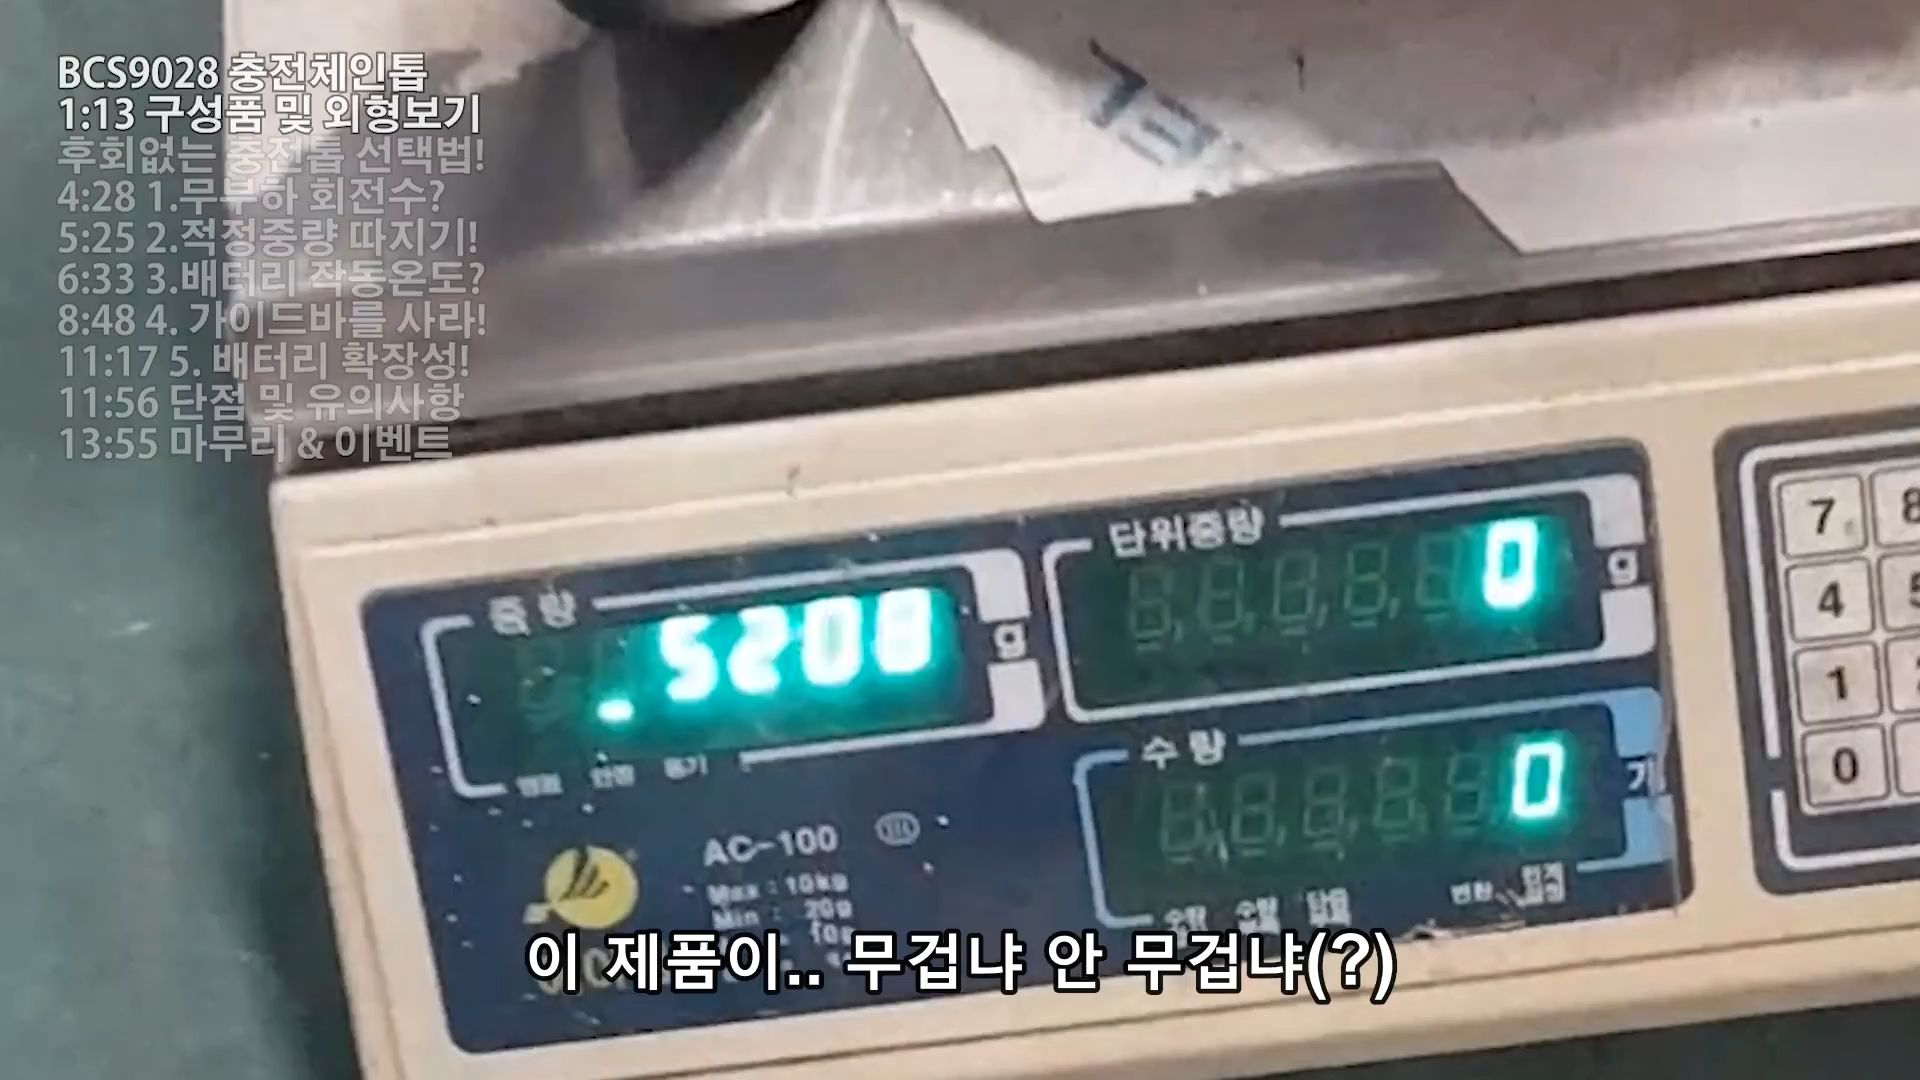 BCS9028 충전체인톱
1:13 구성품 및 외형보기
후회없는 충전톱 선택법!
4:28 1.무부하 회전수?
5:25 2.적정중량 따지기!
6:33 3.배터리 작동온도?
8:48 4. 가이드바를 사라!
11:17 5. 배터리 확장성!
11:56 단점 및 유의사항
13:55 마무리 & 이벤트
중량
5208 g
단위중량
0 g
수량
0
AC-100
Max : 10kg
Min : 20g
7 8
4 5
1
0
이 제품이.. 무겁냐 안 무겁냐(?)